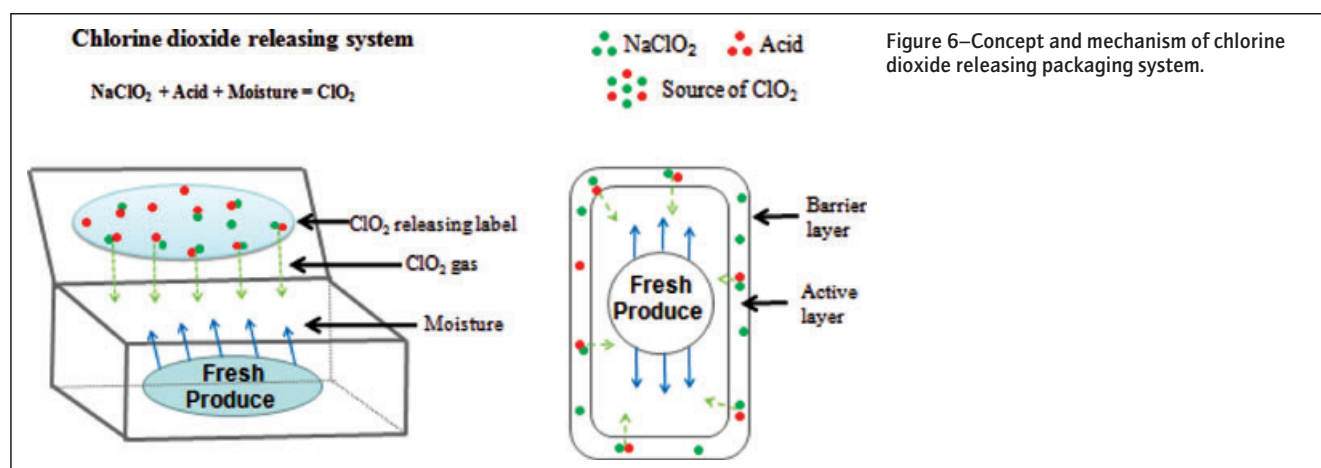 Chlorine dioxide releasing system
NaClO₂ + Acid + Moisture = ClO₂
NaClO₂
Acid
Source of ClO₂
Figure 6–Concept and mechanism of chlorine
dioxide releasing packaging system.
ClO₂ releasing label
ClO₂ gas
Moisture
Fresh
Produce
Barrier
layer
Fresh
Produce
Active
layer